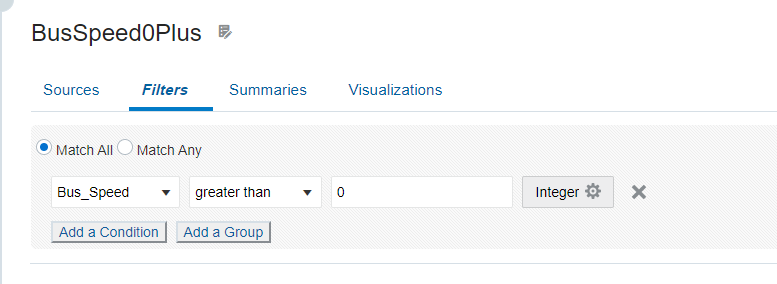 BusSpeed0Plus
Sources Filters Summaries Visualizations
Match All Match Any
Bus_Speed greater than 0 Integer
Add a Condition Add a Group